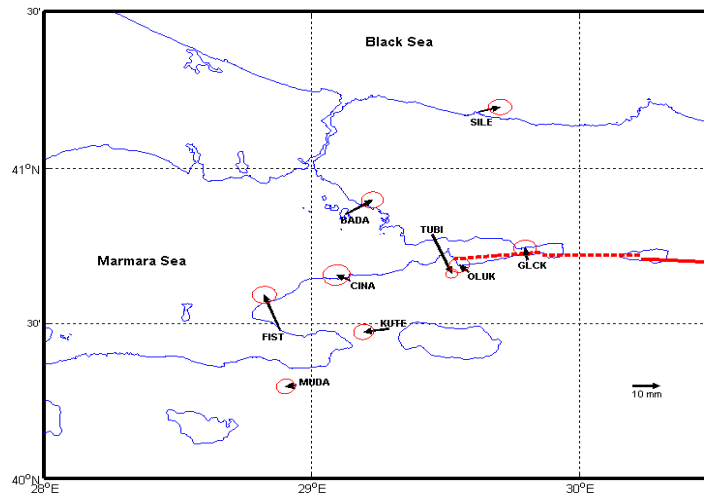 30'
Black Sea
SILE
41°N
BADA
TUBI
Marmara Sea
GLCK
OLUK
CINA
30'
KUTE
FIST
MUDA
10 mm
40°N
28°E
29°E
30°E